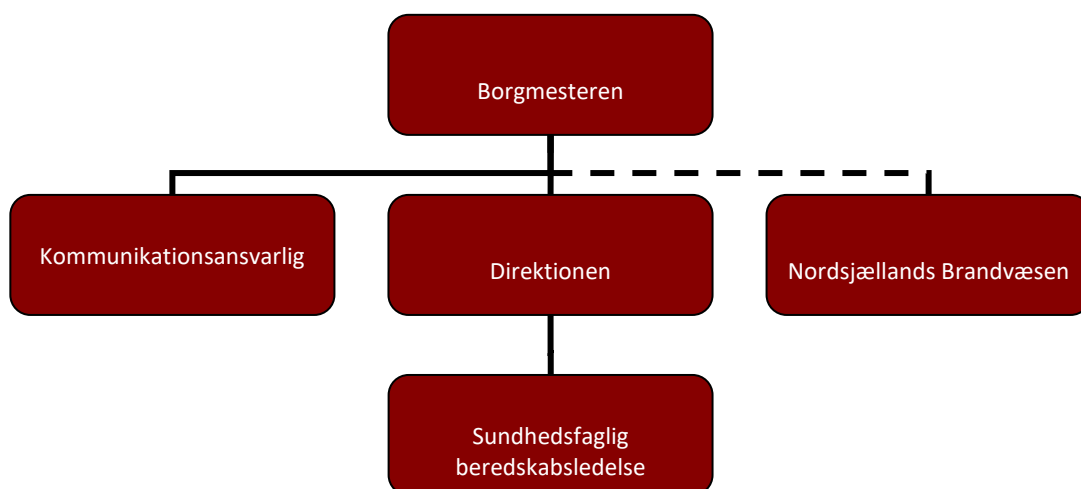 Borgmesteren
Kommunikationsansvarlig
Direktionen
Nordsjællands Brandvæsen
Sundhedsfaglig
beredskabsledelse